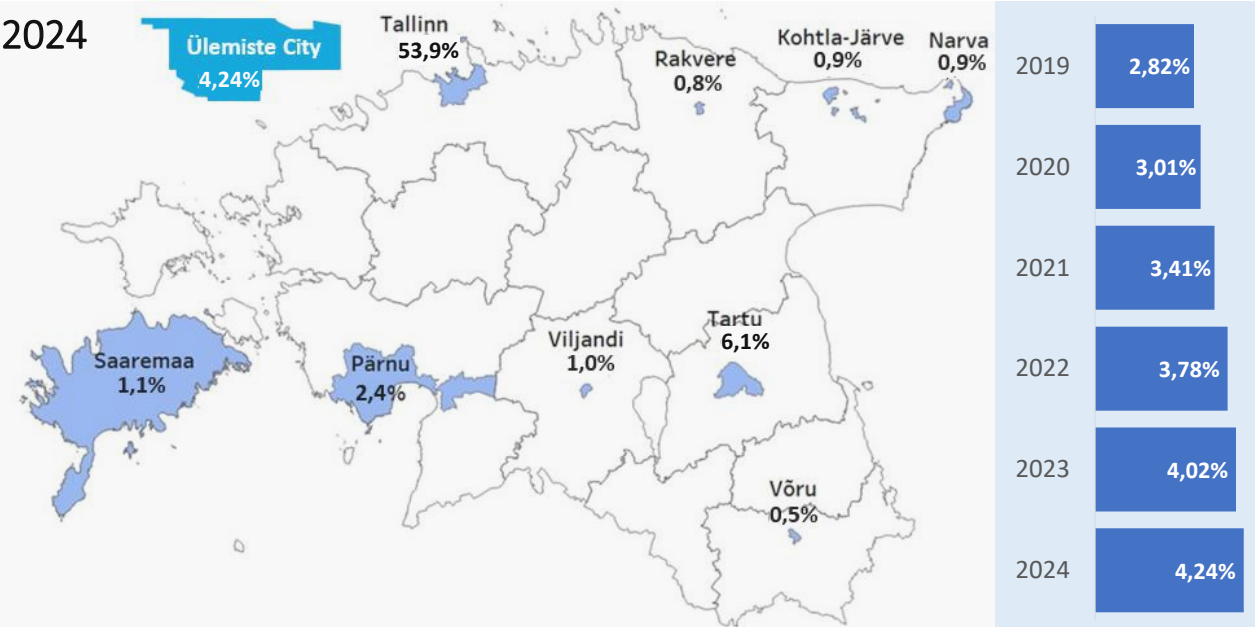 2024
Ülemiste City
4,24%
Tallinn
53,9%
Rakvere
0,8%
Kohtla-Järve
0,9%
Narva
0,9%
Saaremaa
1,1%
Pärnu
2,4%
Viljandi
1,0%
Tartu
6,1%
Võru
0,5%
2019 2,82%
2020 3,01%
2021 3,41%
2022 3,78%
2023 4,02%
2024 4,24%